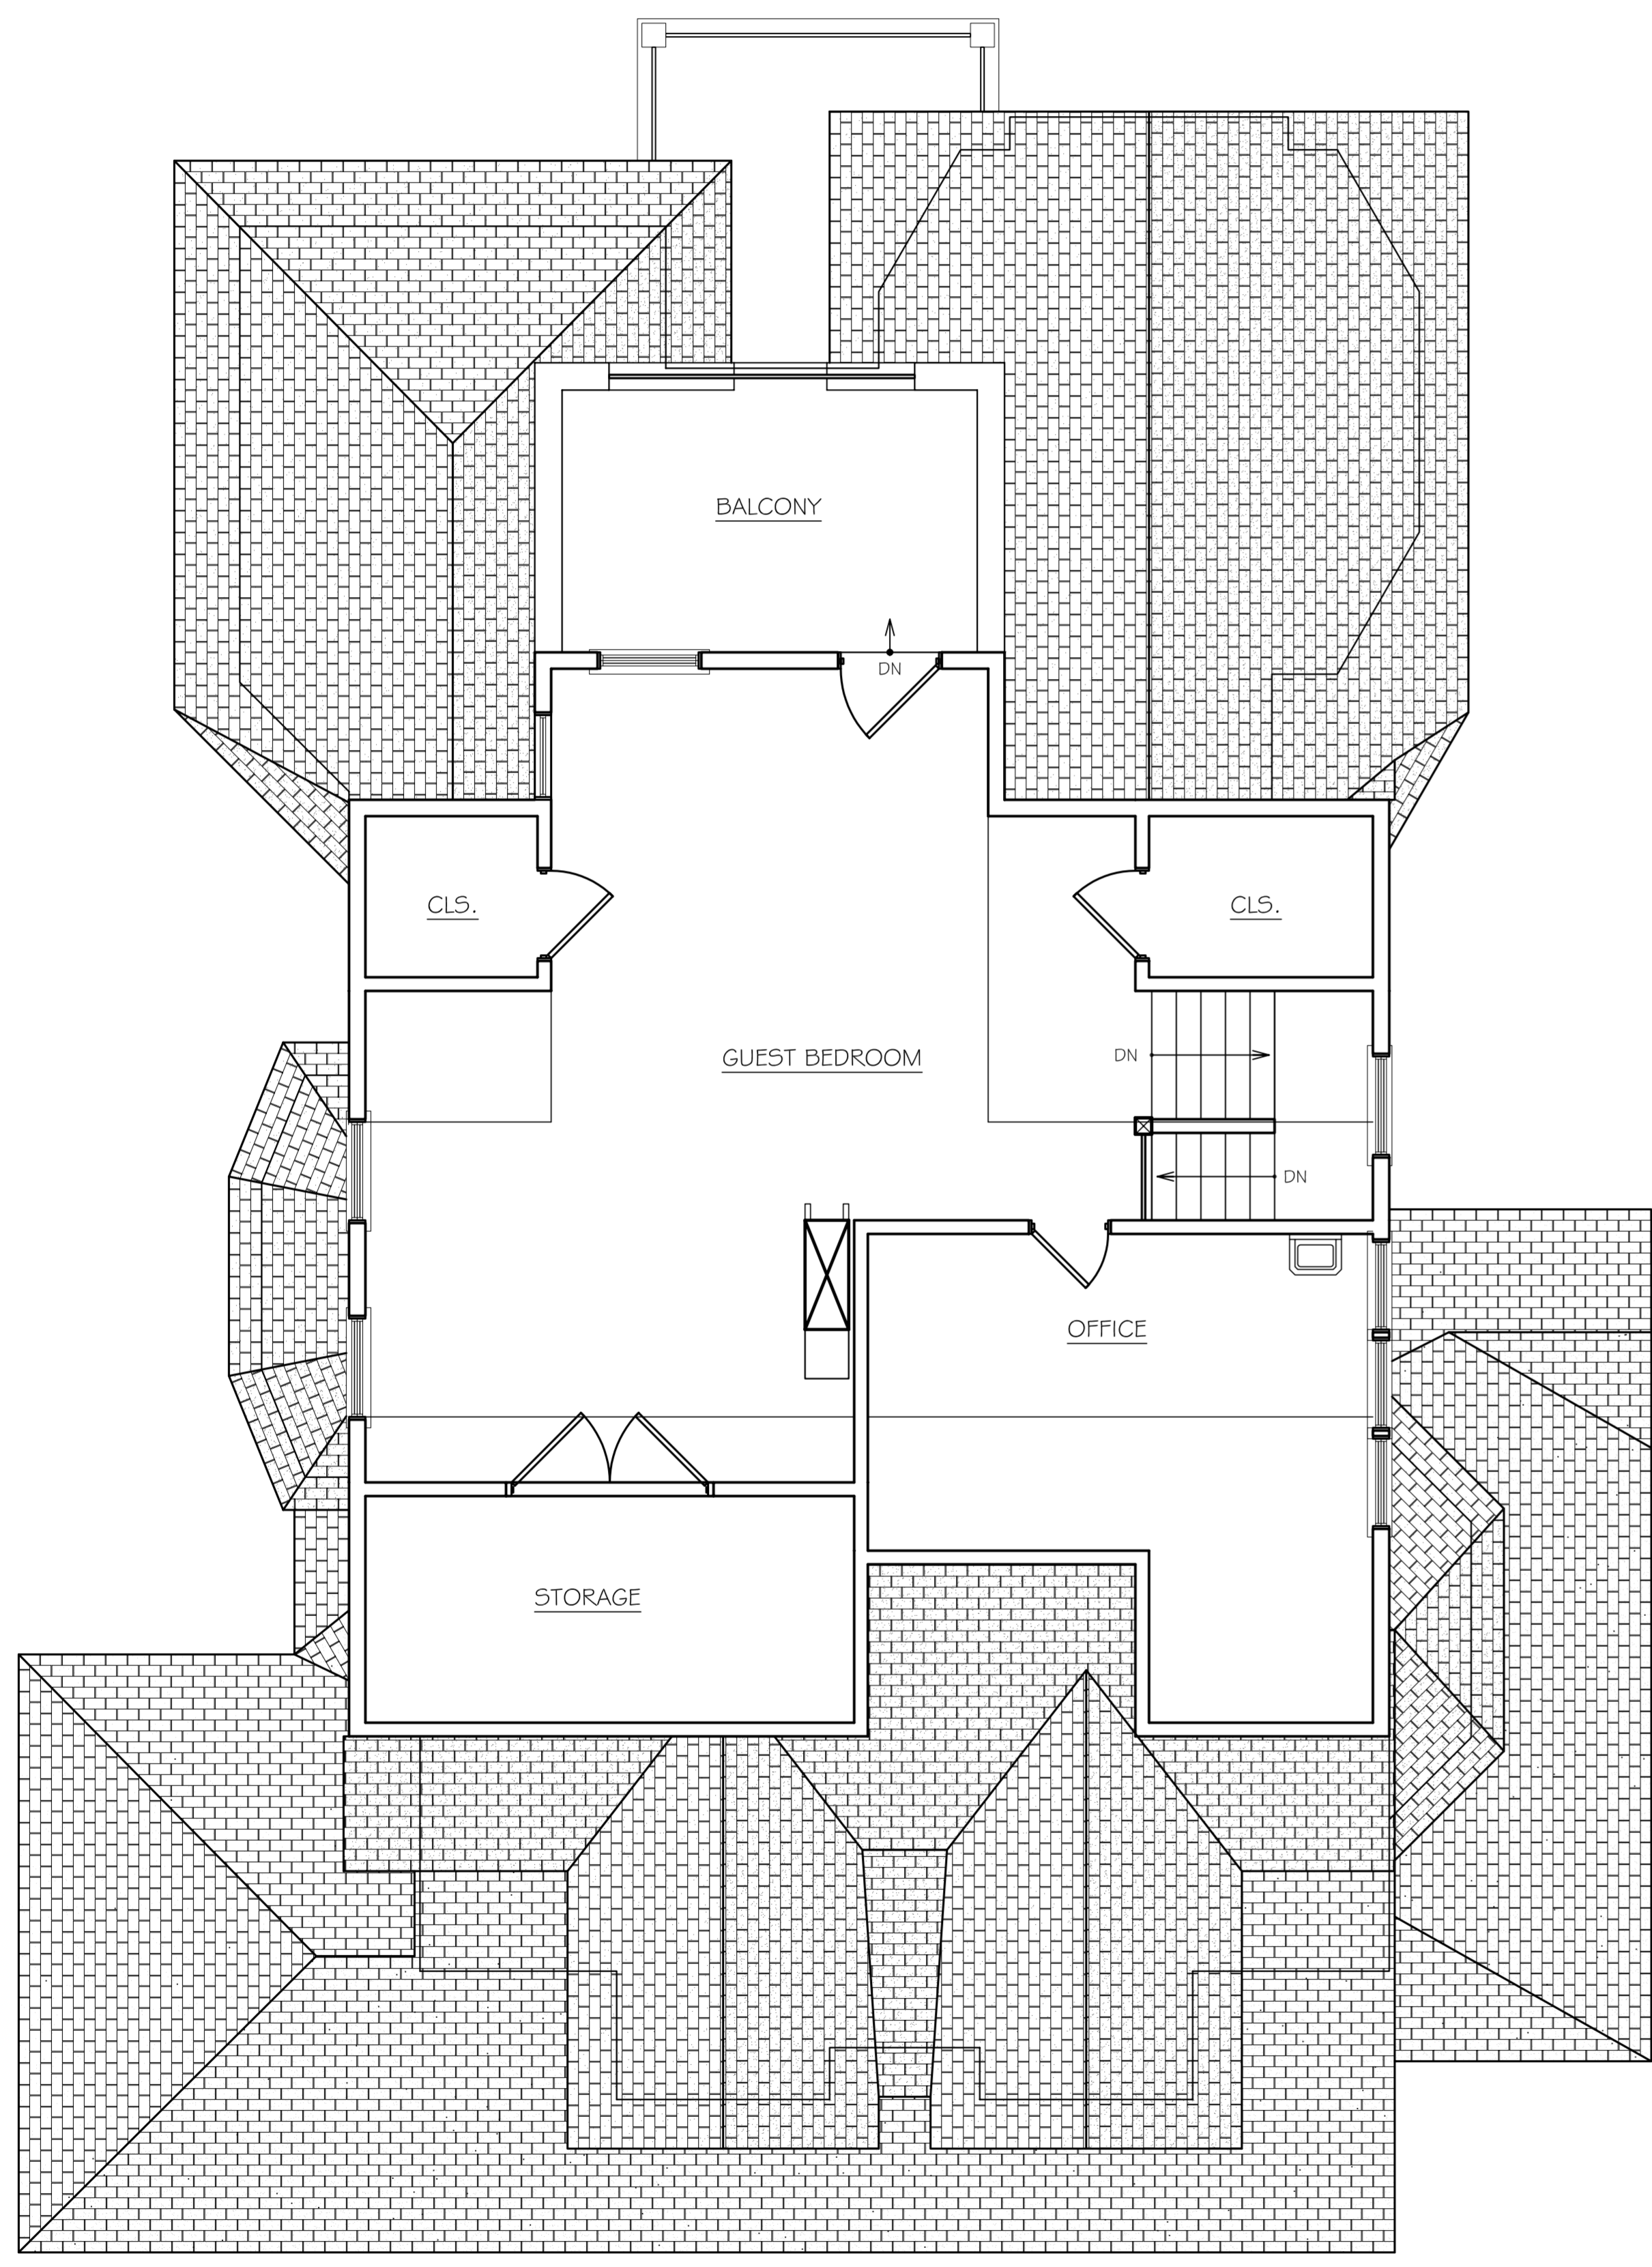 BALCONY
DN
CLS.
CLS.
GUEST BEDROOM
DN
DN
OFFICE
STORAGE